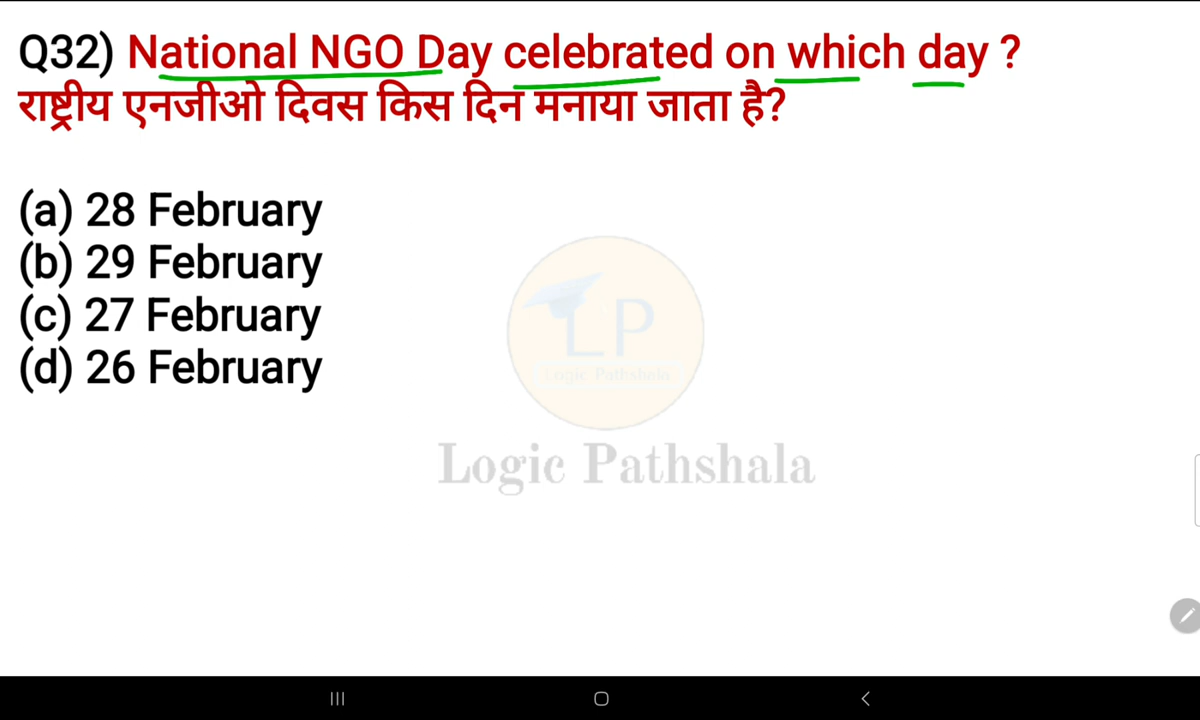 Q32) National NGO Day celebrated on which day ?
राष्ट्रीय एनजीओ दिवस किस दिन मनाया जाता है?
(a) 28 February
(b) 29 February
(c) 27 February
(d) 26 February
LP
Logic Pathshala
Logic Pathshala